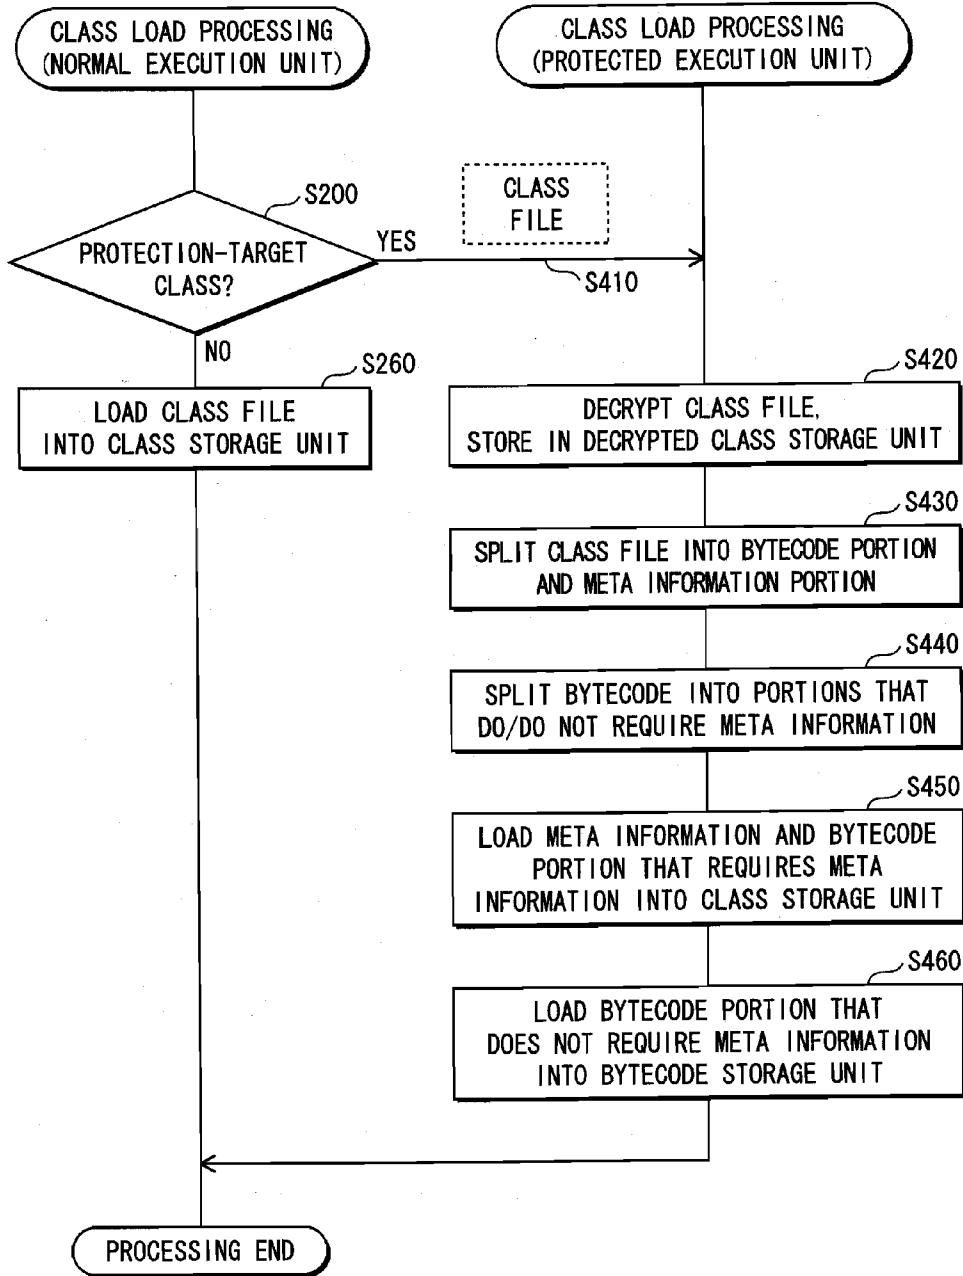 CLASS LOAD PROCESSING
(NORMAL EXECUTION UNIT)
CLASS LOAD PROCESSING
(PROTECTED EXECUTION UNIT)
S200
PROTECTION-TARGET
CLASS?
YES
CLASS
FILE
S410
NO
S260
LOAD CLASS FILE
INTO CLASS STORAGE UNIT
S420
DECRYPT CLASS FILE,
STORE IN DECRYPTED CLASS STORAGE UNIT
S430
SPLIT CLASS FILE INTO BYTECODE PORTION
AND META INFORMATION PORTION
S440
SPLIT BYTECODE INTO PORTIONS THAT
DO/DO NOT REQUIRE META INFORMATION
S450
LOAD META INFORMATION AND BYTECODE
PORTION THAT REQUIRES META
INFORMATION INTO CLASS STORAGE UNIT
S460
LOAD BYTECODE PORTION THAT
DOES NOT REQUIRE META INFORMATION
INTO BYTECODE STORAGE UNIT
PROCESSING END